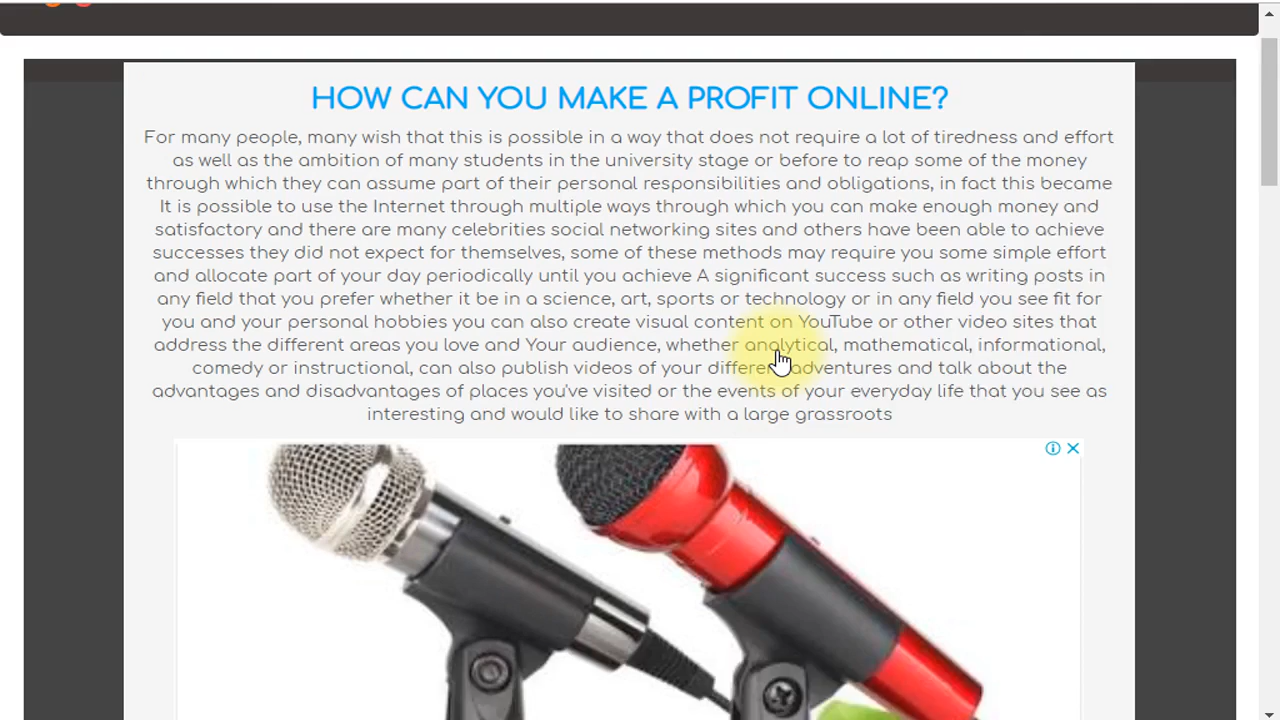 HOW CAN YOU MAKE A PROFIT ONLINE?
For many people, many wish that this is possible in a way that does not require a lot of tiredness and effort
as well as the ambition of many students in the university stage or before to reap some of the money
through which they can assume part of their personal responsibilities and obligations, in fact this became
It is possible to use the Internet through multiple ways through which you can make enough money and
satisfactory and there are many celebrities social networking sites and others have been able to achieve
successes they did not expect for themselves, some of these methods may require you some simple effort
and allocate part of your day periodically until you achieve A significant success such as writing posts in
any field that you prefer whether it be in a science, art, sports or technology or in any field you see fit for
you and your personal hobbies you can also create visual content on YouTube or other video sites that
address the different areas you love and Your audience, whether analytical, mathematical, informational,
comedy or instructional, can also publish videos of your different adventures and talk about the
advantages and disadvantages of places you've visited or the events of your everyday life that you see as
interesting and would like to share with a large grassroots